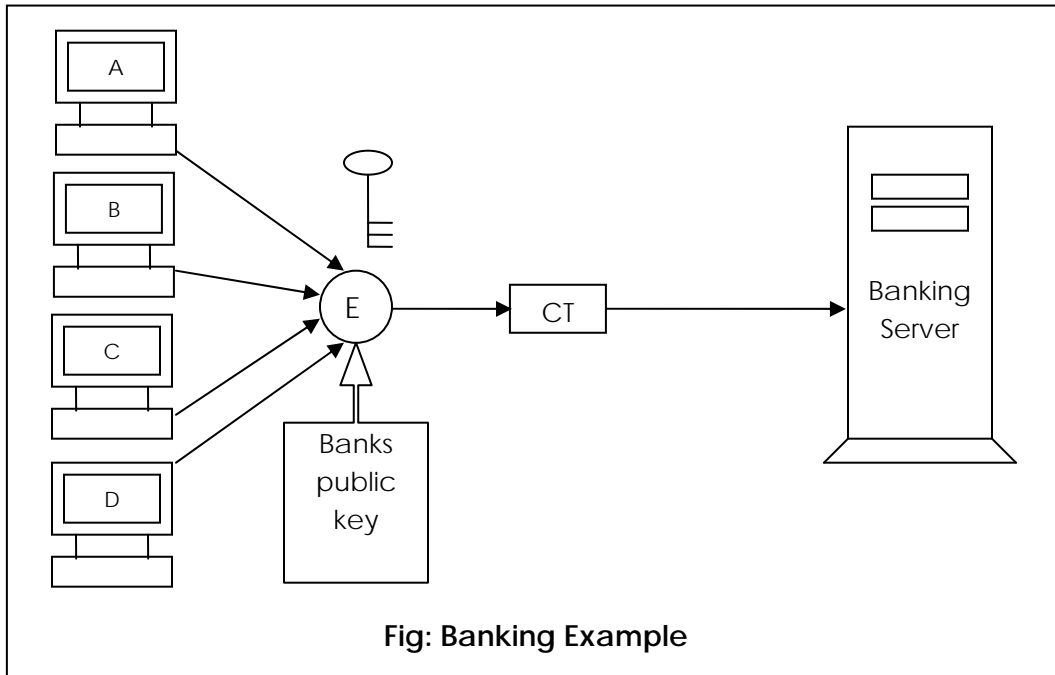 A
B
C
D
E
CT
Banks
public
key
Banking
Server
Fig: Banking Example